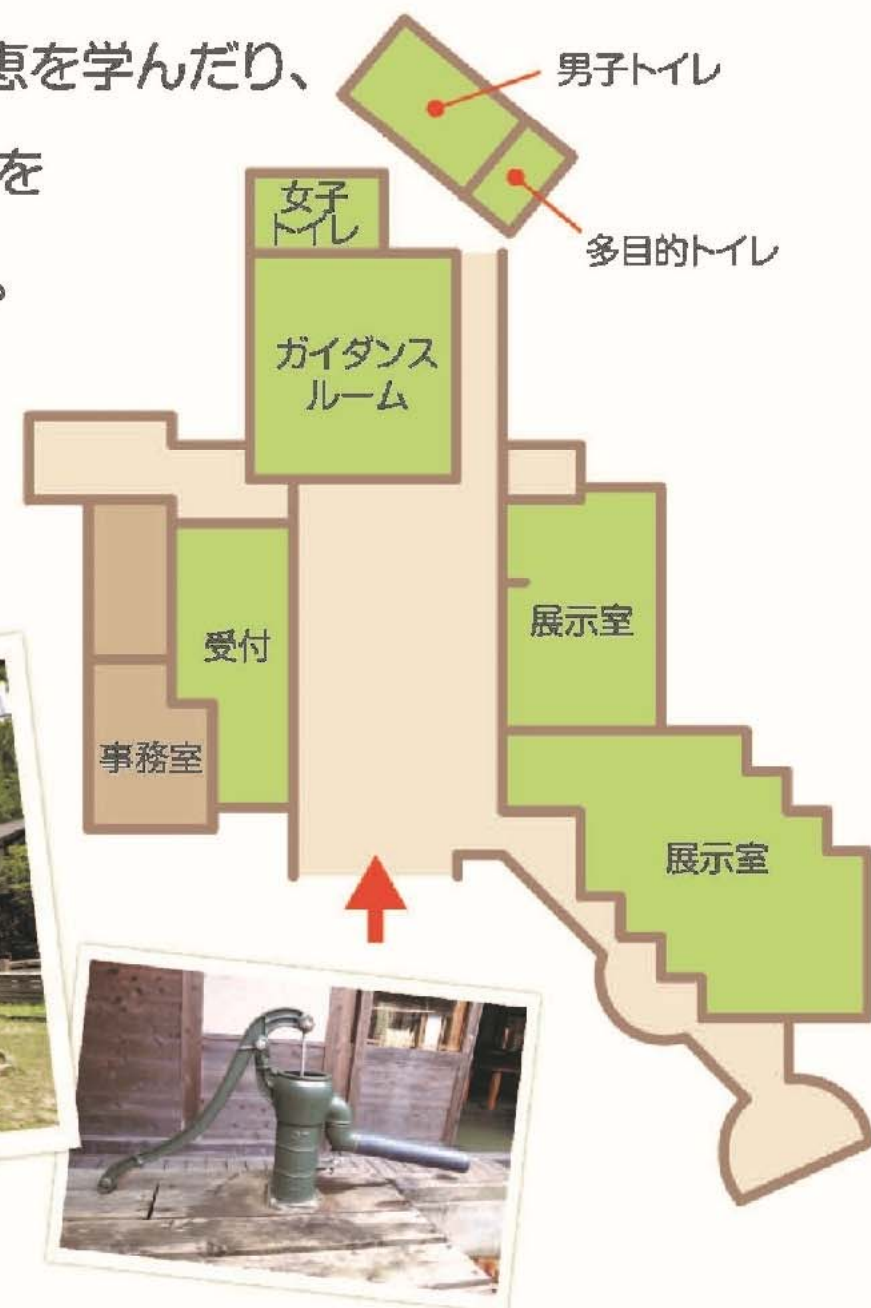 恵を学んだり、
を
男子トイレ
多目的トイレ
女子
トイレ
ガイダンス
ルーム
受付
展示室
事務室
展示室